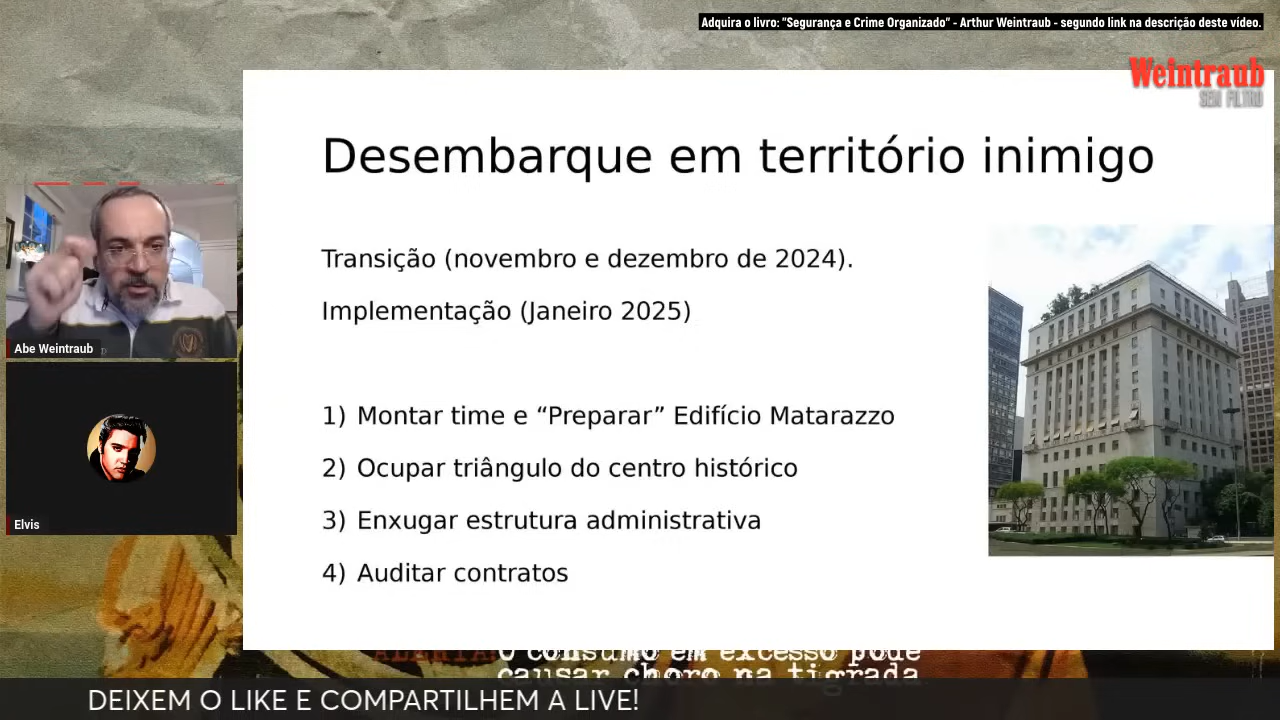 Adquira o livro: "Segurança e Crime Organizado" - Arthur Weintraub - segundo link na descrição deste vídeo.
Weintraub
SEM FILTRO
Desembarque em território inimigo
Transição (novembro e dezembro de 2024).
Implementação (Janeiro 2025)
1) Montar time e “Preparar” Edifício Matarazzo
2) Ocupar triângulo do centro histórico
3) Enxugar estrutura administrativa
4) Auditar contratos
Abe Weintraub
Elvis
ALERTA: O consumo em excesso pode
causar choro na tigrada
DEIXEM O LIKE E COMPARTILHEM A LIVE!